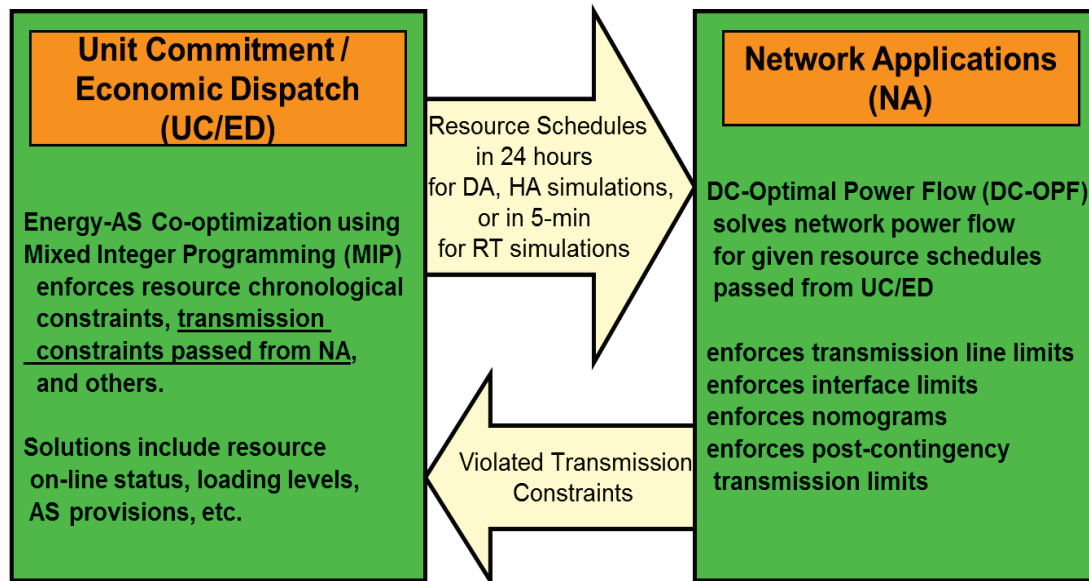 Unit Commitment /
Economic Dispatch
(UC/ED)
Energy-AS Co-optimization using
Mixed Integer Programming (MIP)
enforces resource chronological
constraints, transmission
constraints passed from NA,
and others.
Solutions include resource
on-line status, loading levels,
AS provisions, etc.
Resource Schedules
in 24 hours
for DA, HA simulations,
or in 5-min
for RT simulations
Violated Transmission
Constraints
Network Applications
(NA)
DC-Optimal Power Flow (DC-OPF)
solves network power flow
for given resource schedules
passed from UC/ED
enforces transmission line limits
enforces interface limits
enforces nomograms
enforces post-contingency
transmission limits